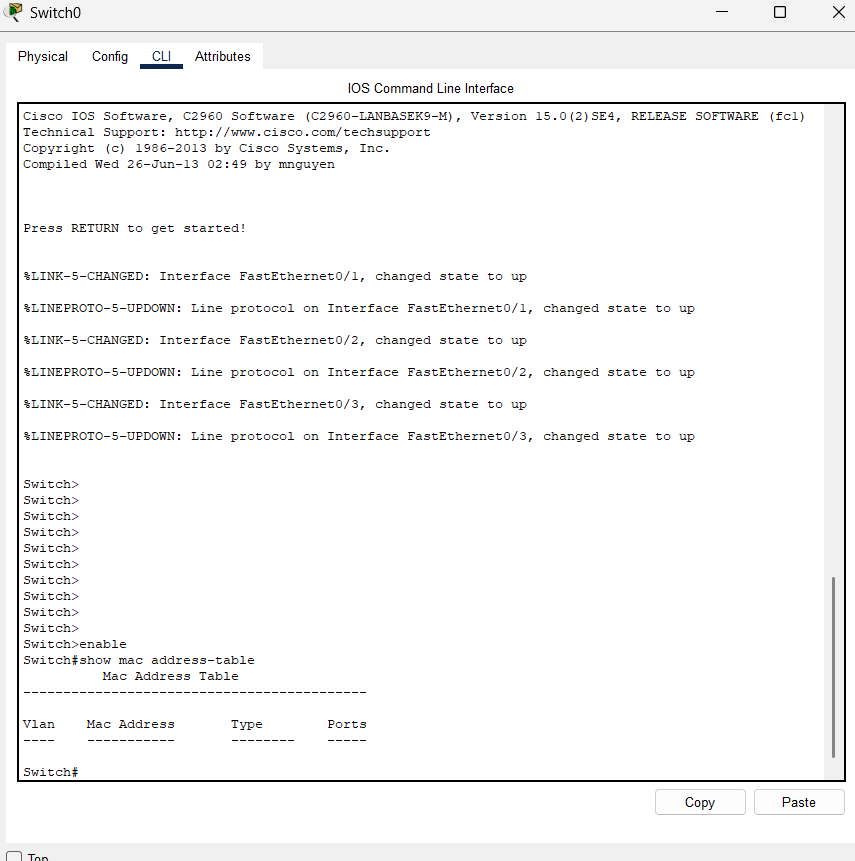 Switch0
Physical Config CLI Attributes
IOS Command Line Interface
Cisco IOS Software, C2960 Software (C2960-LANBASEK9-M), Version 15.0(2)SE4, RELEASE SOFTWARE (fc1)
Technical Support: http://www.cisco.com/techsupport
Copyright (c) 1986-2013 by Cisco Systems, Inc.
Compiled Wed 26-Jun-13 02:49 by mnguyen
Press RETURN to get started!
%LINK-5-CHANGED: Interface FastEthernet0/1, changed state to up
%LINEPROTO-5-UPDOWN: Line protocol on Interface FastEthernet0/1, changed state to up
%LINK-5-CHANGED: Interface FastEthernet0/2, changed state to up
%LINEPROTO-5-UPDOWN: Line protocol on Interface FastEthernet0/2, changed state to up
%LINK-5-CHANGED: Interface FastEthernet0/3, changed state to up
%LINEPROTO-5-UPDOWN: Line protocol on Interface FastEthernet0/3, changed state to up
Switch>
Switch>
Switch>
Switch>
Switch>
Switch>
Switch>
Switch>
Switch>
Switch>
Switch>enable
Switch#show mac address-table
Mac Address Table
-------------------------------------------
Vlan Mac Address Type Ports
---- ----------- -------- -----
Switch#
Copy Paste
Top